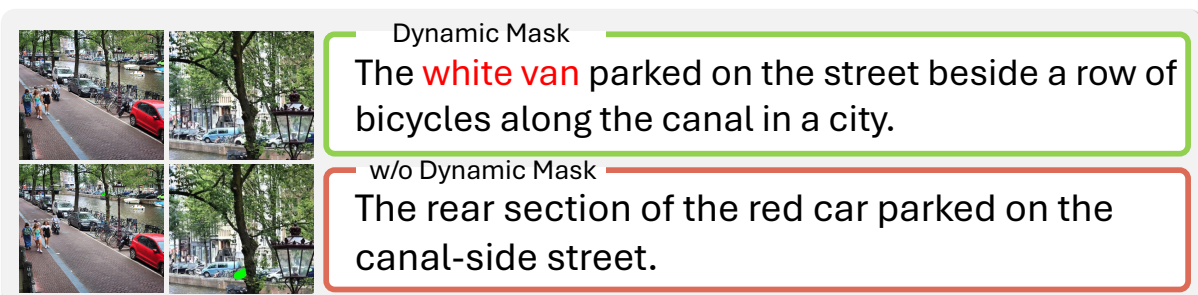 Dynamic Mask
The white van parked on the street beside a row of
bicycles along the canal in a city.
w/o Dynamic Mask
The rear section of the red car parked on the
canal-side street.